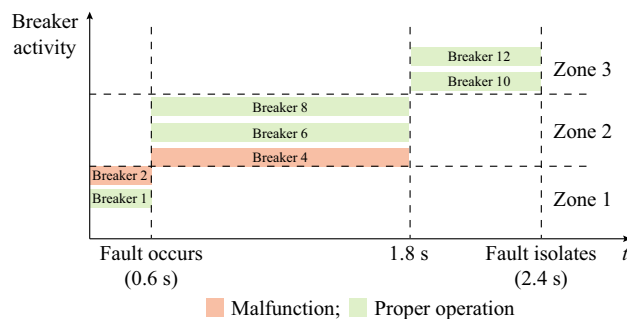 Breaker
activity
Breaker 12
Breaker 10
Zone 3
Breaker 8
Breaker 6
Breaker 4
Zone 2
Breaker 2
Breaker 1
Zone 1
Fault occurs
(0.6 s)
1.8 s
Fault isolates
(2.4 s)
t
Malfunction; Proper operation